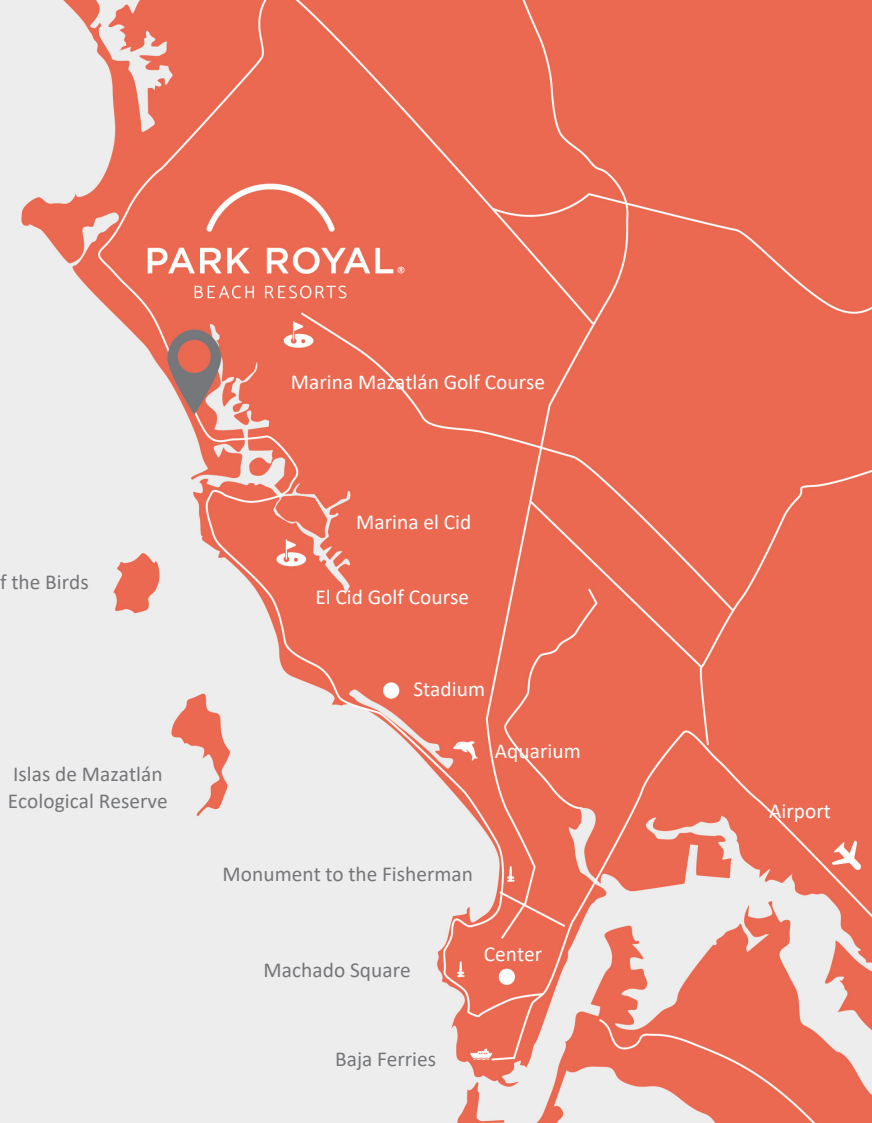 PARK ROYAL®
BEACH RESORTS
Marina Mazatlán Golf Course
Marina el Cid
f the Birds
El Cid Golf Course
Stadium
Aquarium
Islas de Mazatlán
Ecological Reserve
Airport
Monument to the Fisherman
Center
Machado Square
Baja Ferries